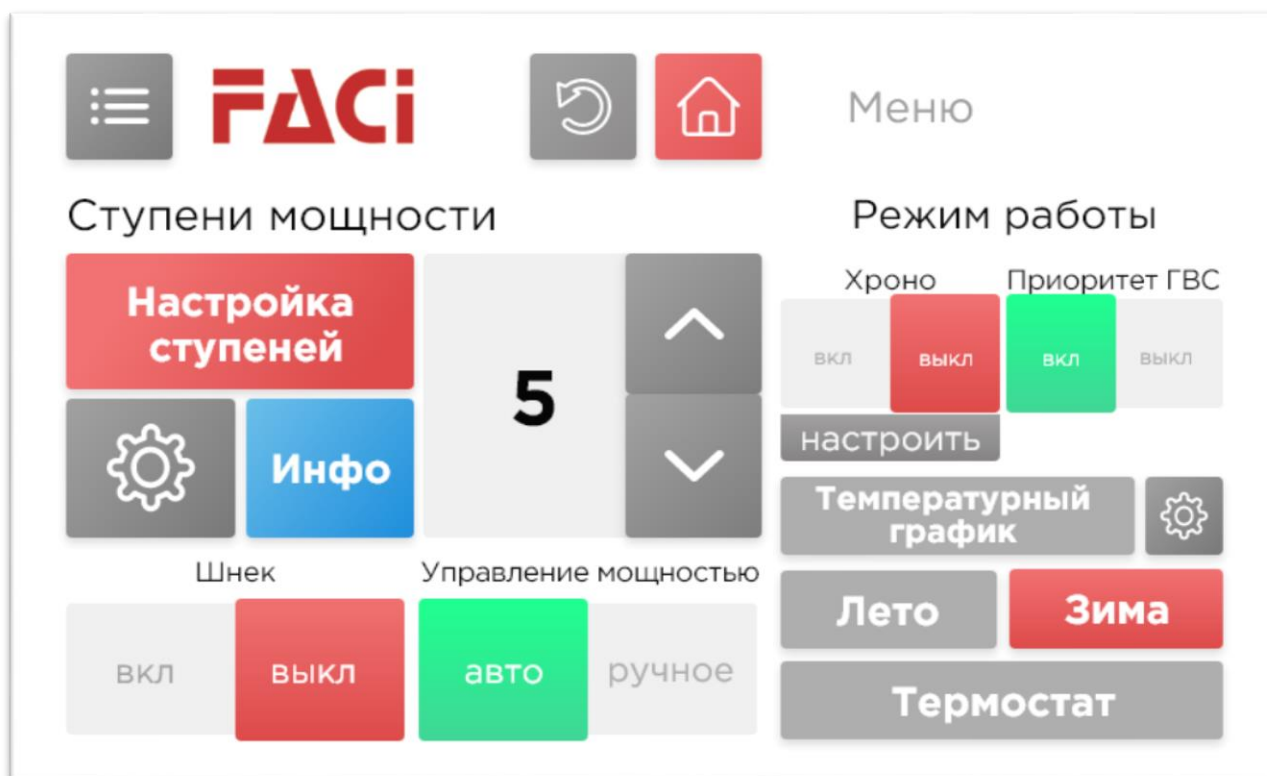 FACi
Меню
Ступени мощности
Режим работы
Настройка
ступеней
5
Хроно
Приоритет ГВС
вкл
выкл
вкл
выкл
настроить
Инфо
Температурный
график
Шнек
Управление мощностью
Лето
Зима
вкл
выкл
авто
ручное
Термостат